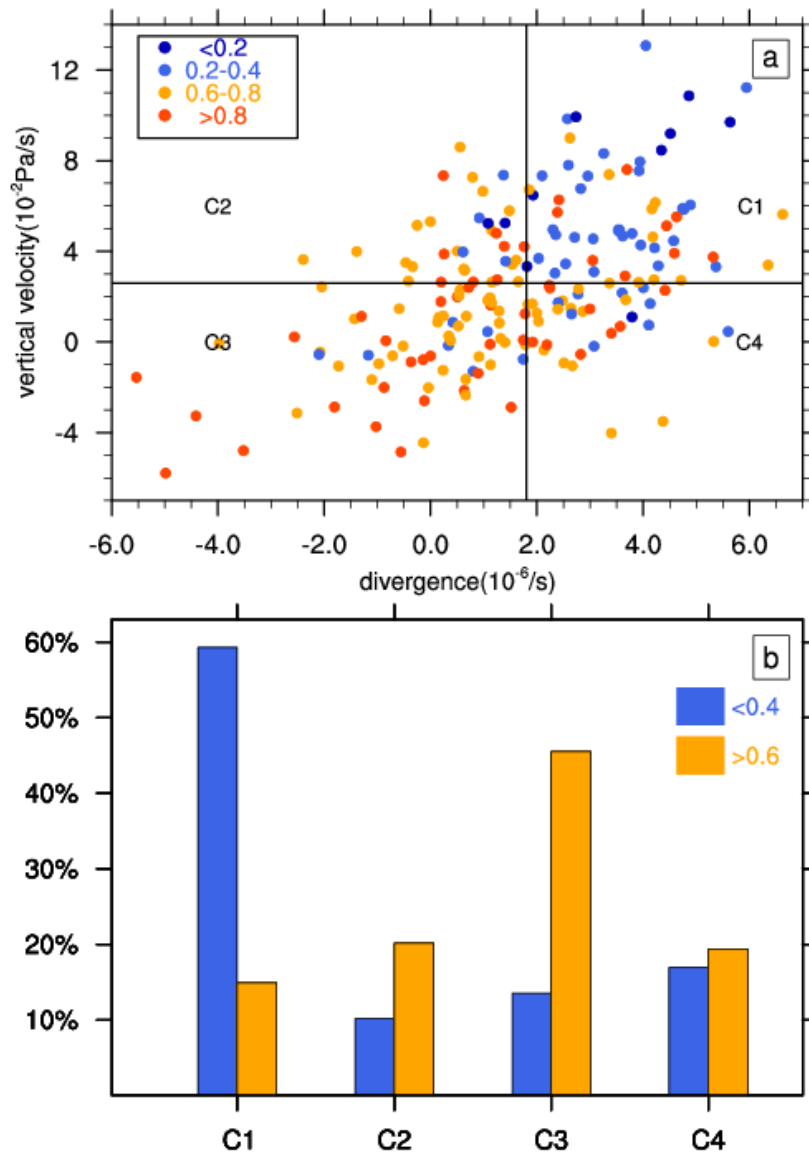 a
<0.2
0.2-0.4
0.6-0.8
>0.8
12
8
4
0
-4
vertical velocity(10⁻²Pa/s)
C2
C1
C3
C4
-6.0 -4.0 -2.0 0.0 2.0 4.0 6.0
divergence(10⁻⁶/s)
b
<0.4
>0.6
60%
50%
40%
30%
20%
10%
C1 C2 C3 C4